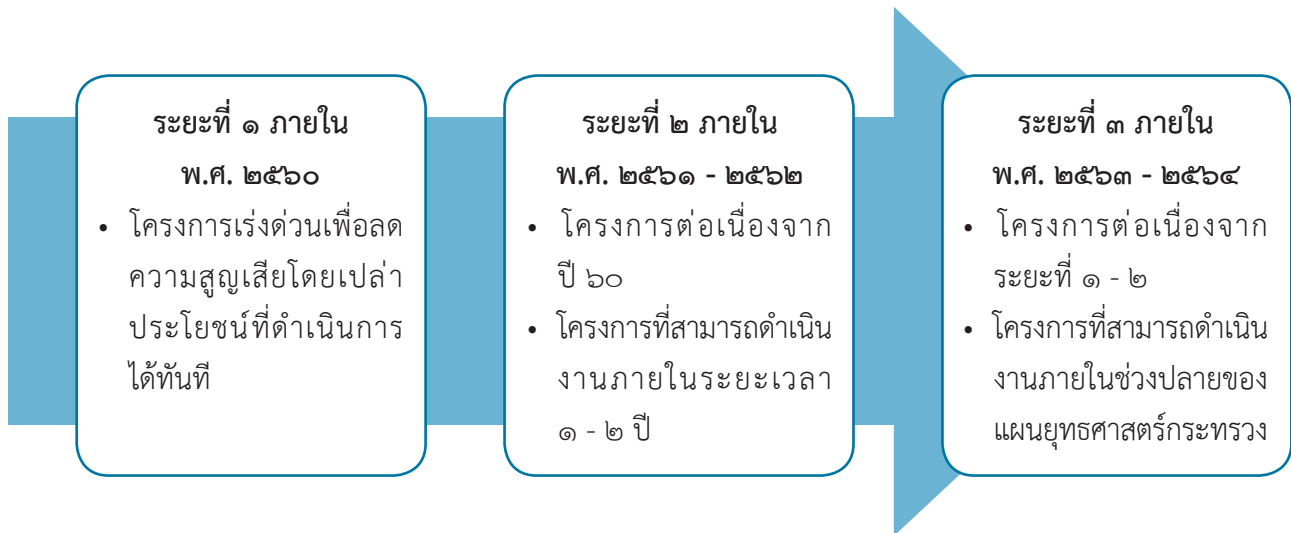 ระยะที่ ๑ ภายใน
พ.ศ. ๒๕๖๐
• โครงการเร่งด่วนเพื่อลด
ความสูญเสียโดยเปล่า
ประโยชน์ที่ดำเนินการ
ได้ทันที
ระยะที่ ๒ ภายใน
พ.ศ. ๒๕๖๑ - ๒๕๖๒
• โครงการต่อเนื่องจาก
ปี ๖๐
• โครงการที่สามารถดำเนิน
งานภายในระยะเวลา
๑ - ๒ ปี
ระยะที่ ๓ ภายใน
พ.ศ. ๒๕๖๓ - ๒๕๖๔
• โครงการต่อเนื่องจาก
ระยะที่ ๑ - ๒
• โครงการที่สามารถดำเนิน
งานภายในช่วงปลายของ
แผนยุทธศาสตร์กระทรวง